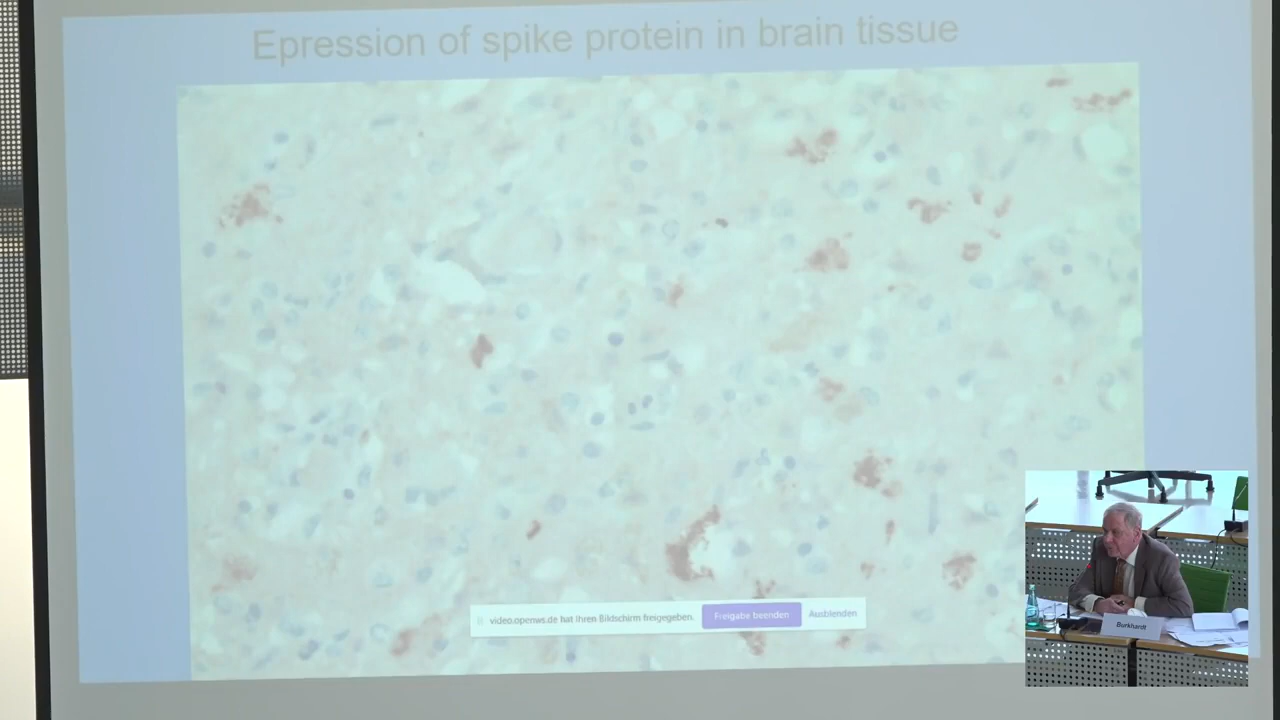 Epression of spike protein in brain tissue
video.openws.de hat Ihren Bildschirm freigegeben.
Freigabe beenden
Ausblenden
Burkhardt